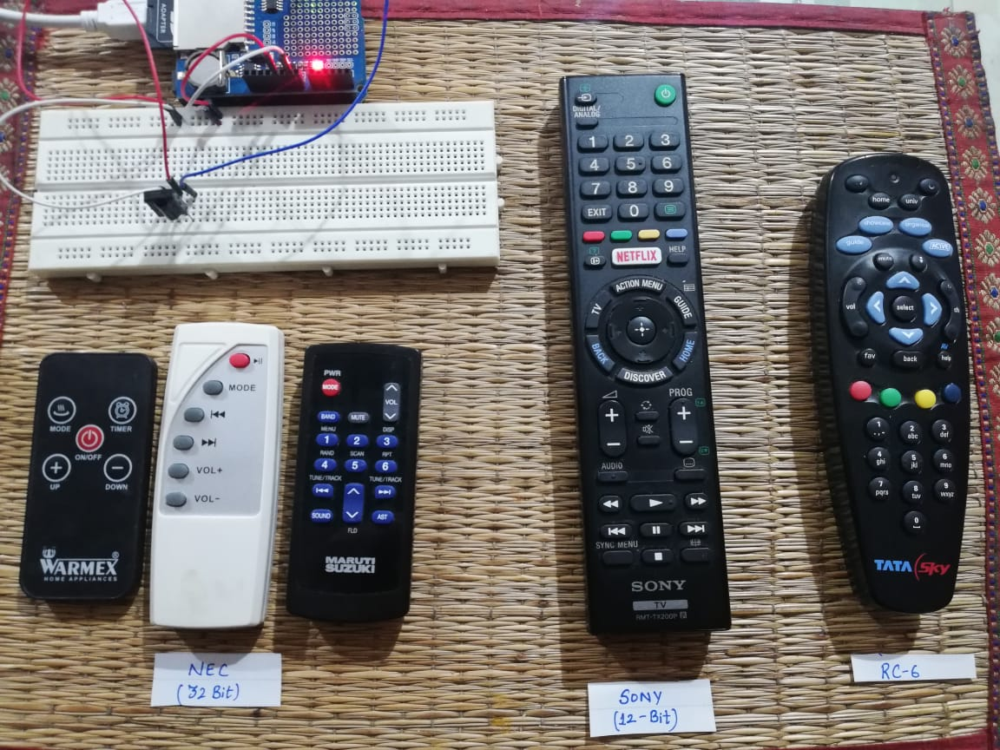 ADAPTER
DIGITAL/
ANALOG
1 2 3
4 5 6
7 8 9
EXIT 0
NETFLIX HELP
ACTION MENU
TV GUIDE
BACK HOME
DISCOVER
PROG
+ +
− −
AUDIO
SYNC MENU
SONY
TV
RMT-TX200P
home univ
showcase organise
guide ACTIVE
mute
vol select ch
AV
fav back help
1 2 abc 3 def
4 ghi 5 jkl 6 mno
7 pqrs 8 tuv 9 wxyz
0
TATA Sky
MODE TIMER
ON/OFF
+ −
UP DOWN
WARMEX®
HOME APPLIANCES
MODE
VOL+
VOL−
PWR
MODE
VOL
BAND MUTE
MENU DISP
1 2 3
RAND SCAN RPT
4 5 6
TUNE/TRACK TUNE/TRACK
SOUND AST
FLD
MARUTI
SUZUKI
NEC
(32 Bit)
SONY
(12-Bit)
RC-6